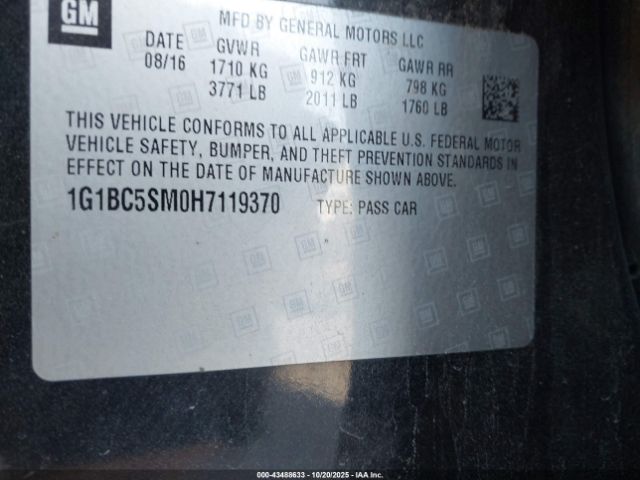 GM
MFD BY GENERAL MOTORS LLC
DATE GVWR GAWR FRT GAWR RR
08/16 1710 KG 912 KG 798 KG
3771 LB 2011 LB 1760 LB
THIS VEHICLE CONFORMS TO ALL APPLICABLE U.S. FEDERAL MOTOR
VEHICLE SAFETY, BUMPER, AND THEFT PREVENTION STANDARDS IN
EFFECT ON THE DATE OF MANUFACTURE SHOWN ABOVE.
1G1BC5SM0H7119370 TYPE: PASS CAR
000-43488633 - 10/20/2025 - IAA Inc.